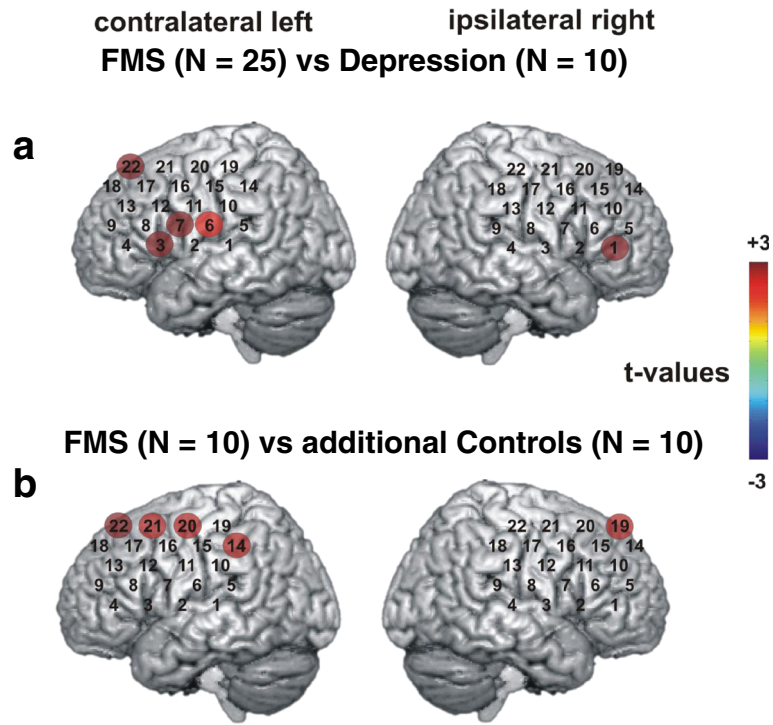 contralateral left ipsilateral right
FMS (N = 25) vs Depression (N = 10)
a
22 21 20 19 22 21 20 19
18 17 16 15 14 18 17 16 15 14
13 12 11 10 13 12 11 10
9 8 7 6 5 9 8 7 6 5
4 3 2 1 4 3 2 1
+3
t-values
-3
FMS (N = 10) vs additional Controls (N = 10)
b
22 21 20 19 22 21 20 19
18 17 16 15 14 18 17 16 15 14
13 12 11 10 13 12 11 10
9 8 7 6 5 9 8 7 6 5
4 3 2 1 4 3 2 1